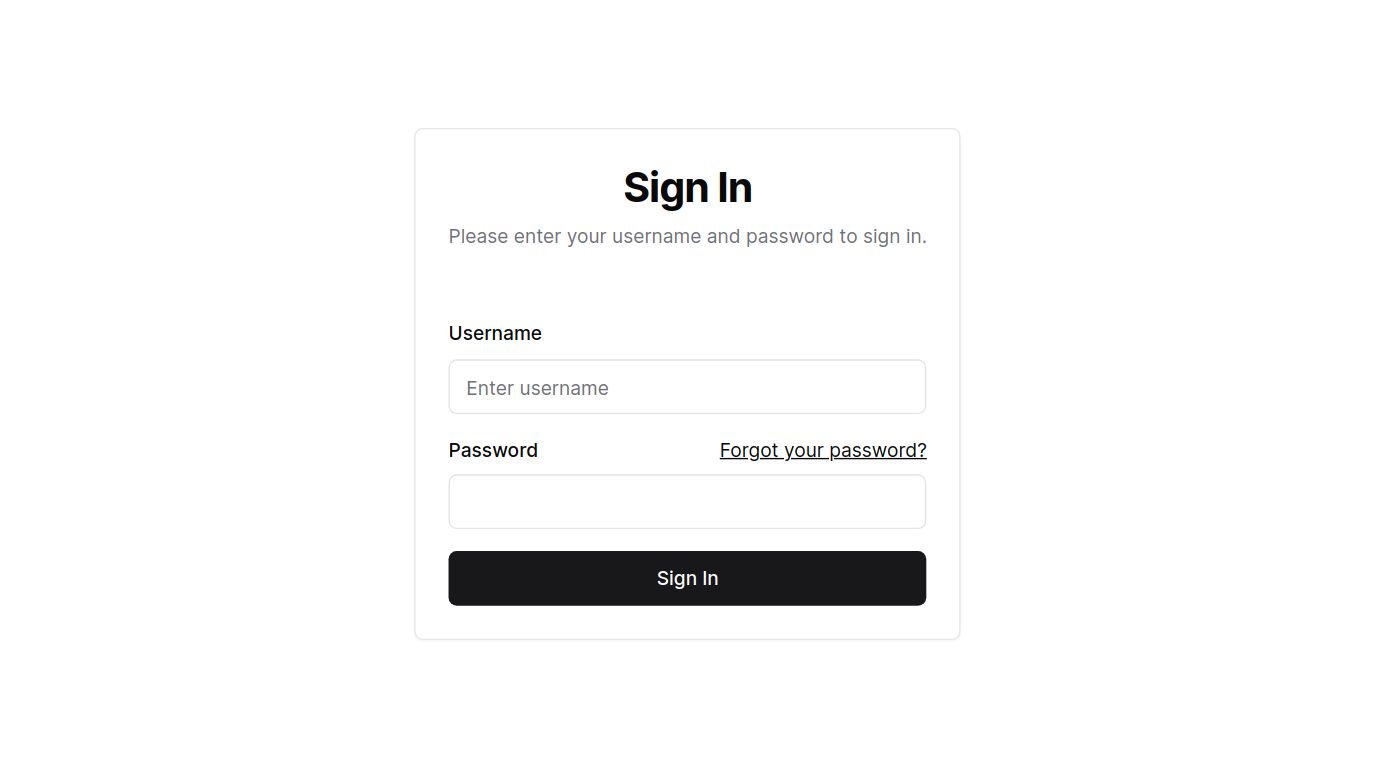 Sign In
Please enter your username and password to sign in.
Username
Enter username
Password Forgot your password?
Sign In